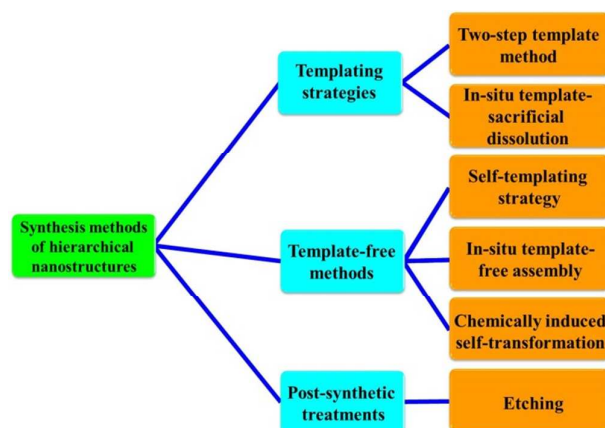 Synthesis methods
of hierarchical
nanostructures
Templating
strategies
Two-step template
method
In-situ template-
sacrificial
dissolution
Template-free
methods
Self-templating
strategy
In-situ template-
free assembly
Chemically induced
self-transformation
Post-synthetic
treatments
Etching